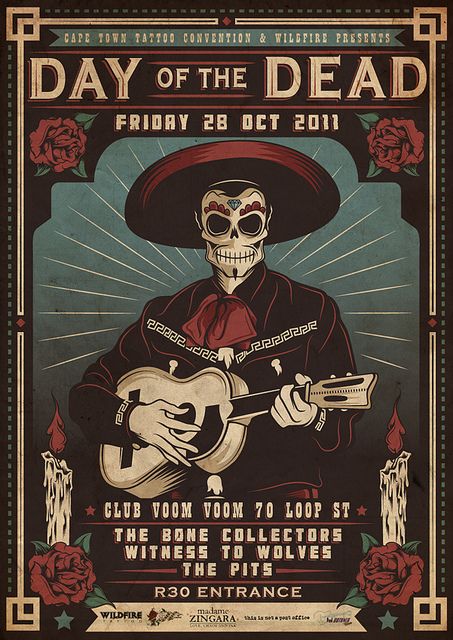 CAPE TOWN TATTOO CONVENTION & WILDFIRE PRESENTS
DAY OF THE DEAD
FRIDAY 28 OCT 2011
CLUB VOOM VOOM 70 LOOP ST
THE BONE COLLECTORS
WITNESS TO WOLVES
THE PITS
R30 ENTRANCE
WILDFIRE
TATTOO
madame
ZINGARA
this is not a post office